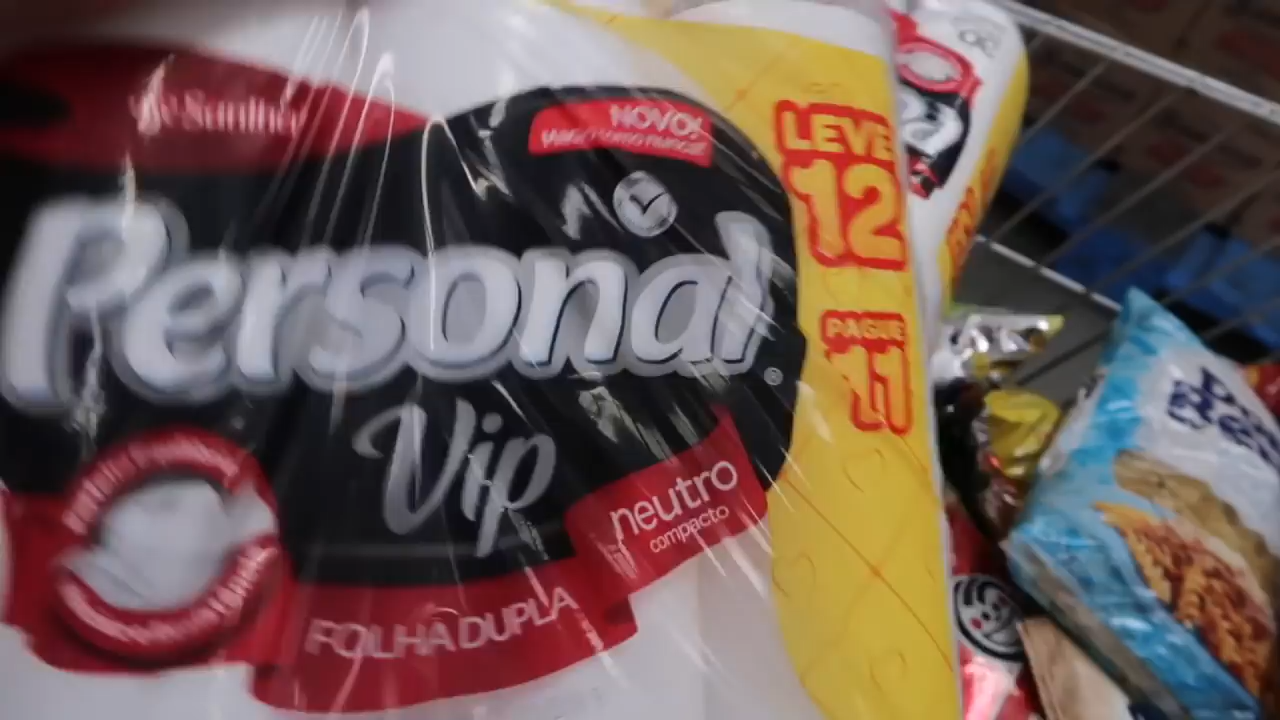 NOVO!
Personal®
Vip
neutro
compacto
FOLHA DUPLA
LEVE
12
PAGUE
11